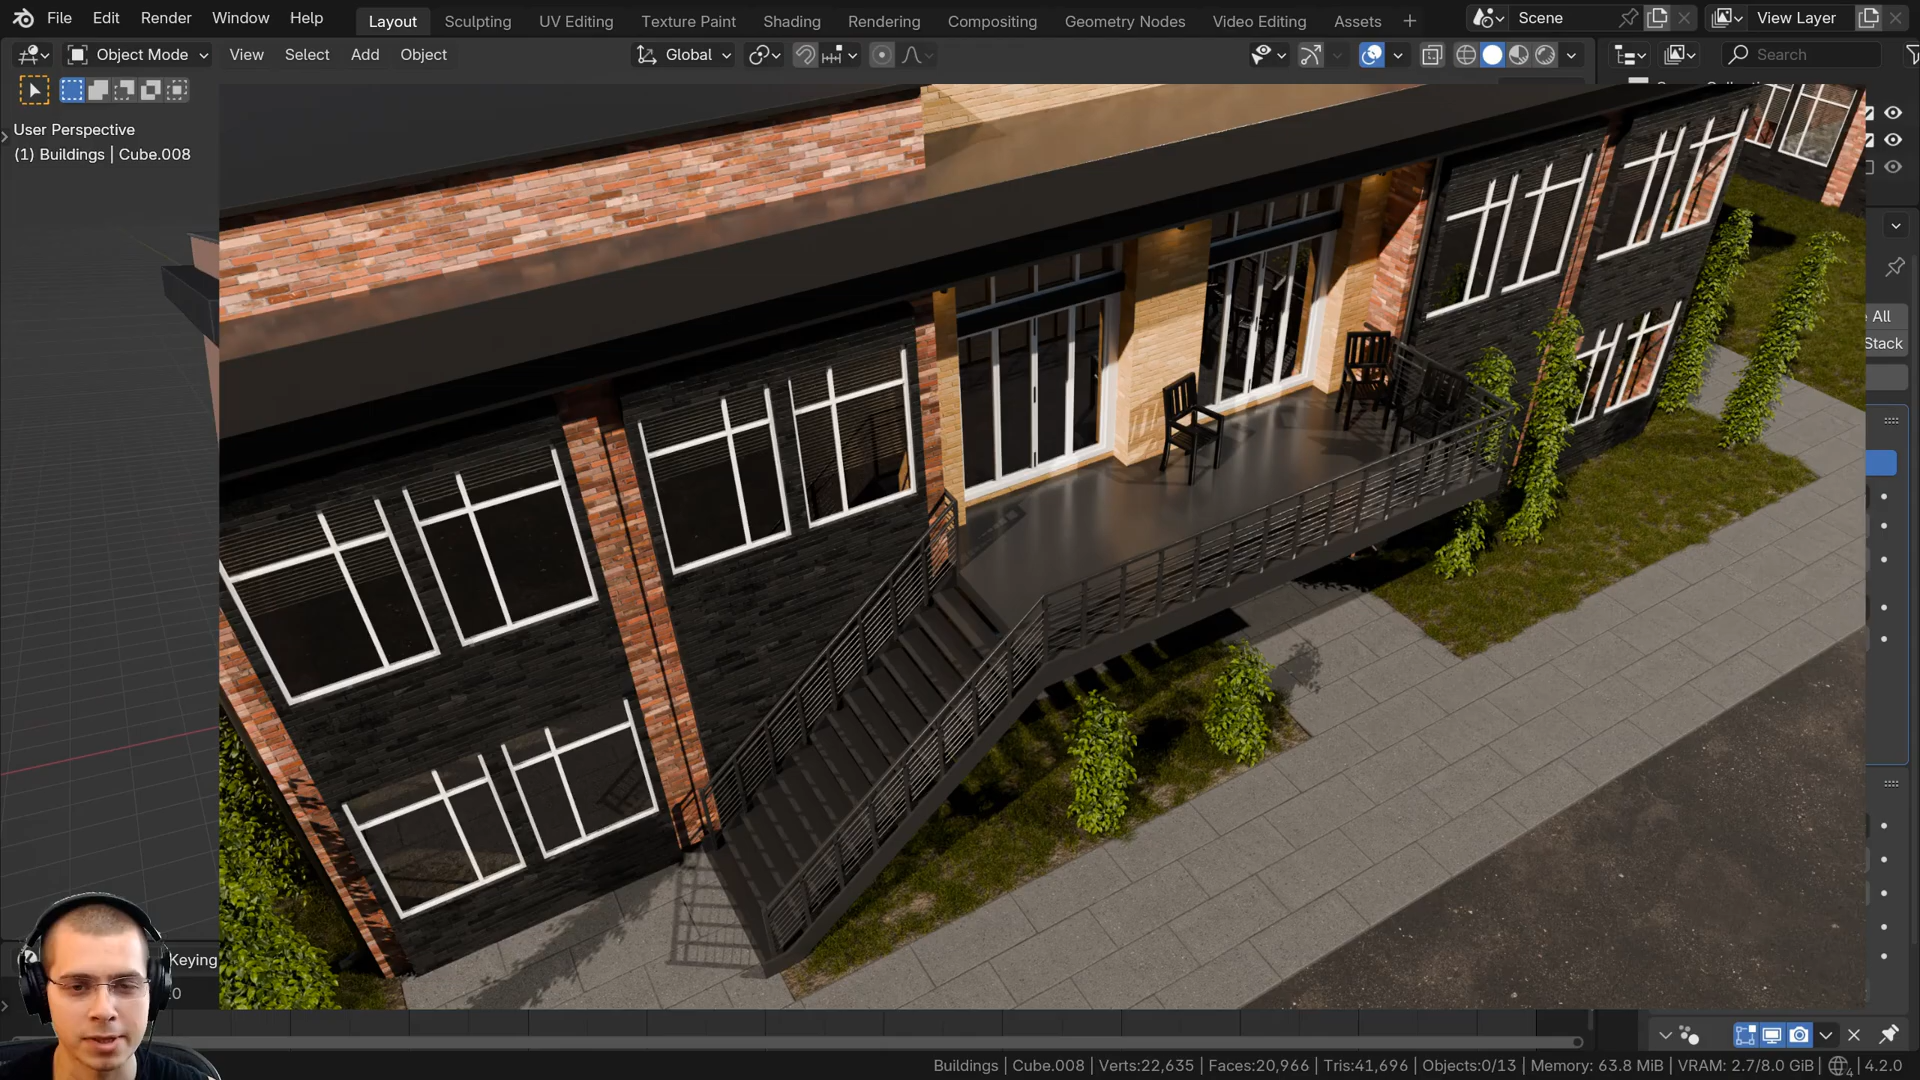 File Edit Render Window Help Layout Sculpting UV Editing Texture Paint Shading Rendering Compositing Geometry Nodes Video Editing Assets + Scene View Layer
Object Mode View Select Add Object Global Search
User Perspective
(1) Buildings | Cube.008
All
Stack
Keying
Buildings | Cube.008 | Verts:22,635 | Faces:20,966 | Tris:41,696 | Objects:0/13 | Memory: 63.8 MiB | VRAM: 2.7/8.0 GiB | 4.2.0